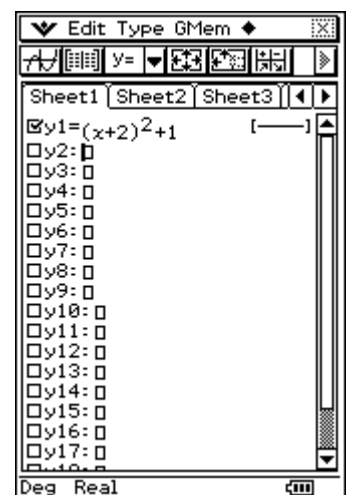 Edit Type GMem
y=
Sheet1 Sheet2 Sheet3
y1=(x+2)²+1 [—]
y2:
y3:
y4:
y5:
y6:
y7:
y8:
y9:
y10:
y11:
y12:
y13:
y14:
y15:
y16:
y17:
Deg Real